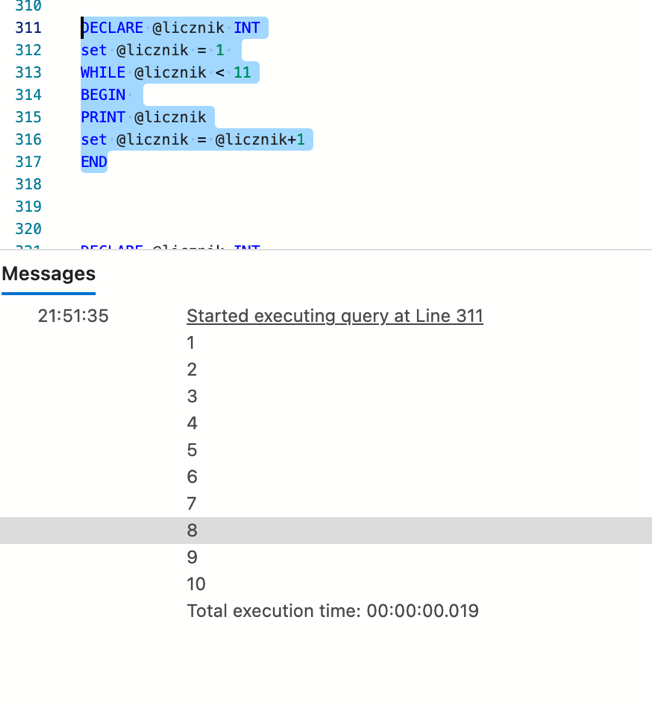 310
311 DECLARE @licznik INT
312 set @licznik = 1
313 WHILE @licznik < 11
314 BEGIN
315 PRINT @licznik
316 set @licznik = @licznik+1
317 END
318
319
320
321 DECLARE @licznik INT
Messages
21:51:35 Started executing query at Line 311
1
2
3
4
5
6
7
8
9
10
Total execution time: 00:00:00.019